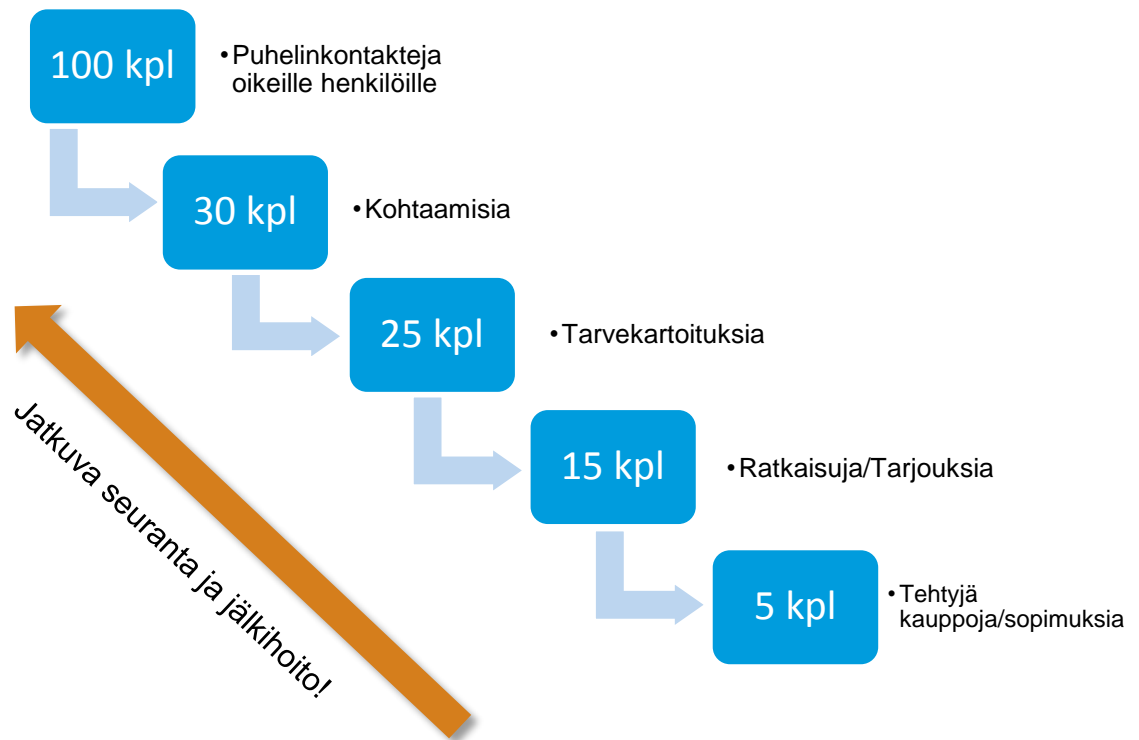 100 kpl
•Puhelinkontakteja
oikeille henkilöille
30 kpl
•Kohtaamisia
25 kpl
•Tarvekartoituksia
15 kpl
•Ratkaisuja/Tarjouksia
5 kpl
•Tehtyjä
kauppoja/sopimuksia
Jatkuva seuranta ja jälkihoito!